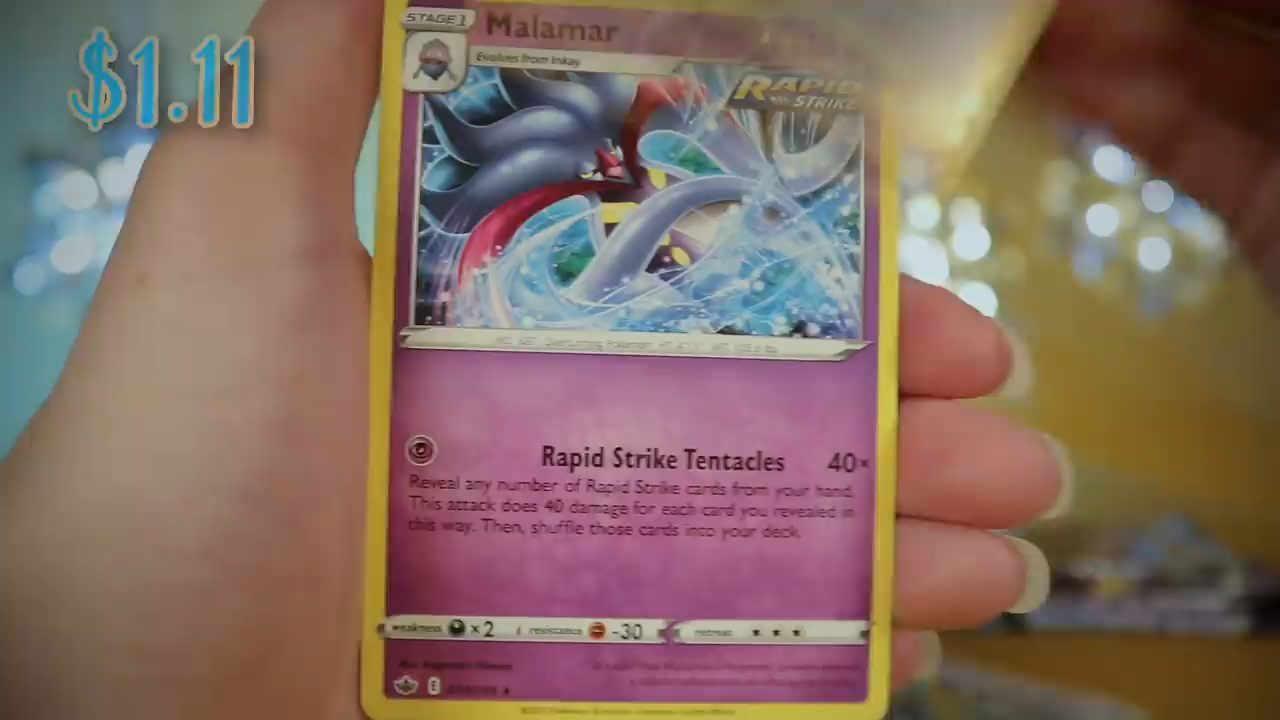 $1.11
STAGE 1
Malamar
Evolves from Inkay
RAPID
STRIKE
Rapid Strike Tentacles 40×
Reveal any number of Rapid Strike cards from your hand.
This attack does 40 damage for each card you revealed in
this way. Then, shuffle those cards into your deck.
weakness ×2 resistance -30 retreat
E